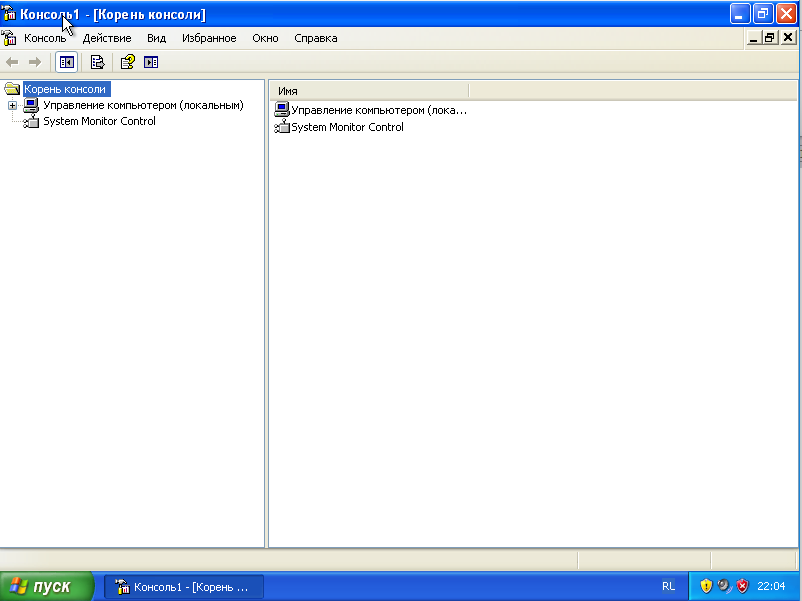 Консоль1 - [Корень консоли]
Консоль Действие Вид Избранное Окно Справка
Корень консоли
Управление компьютером (локальным)
System Monitor Control
Имя
Управление компьютером (лока...
System Monitor Control
пуск
Консоль1 - [Корень ...
RL
22:04